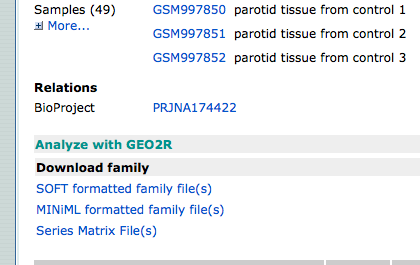 Samples (49) GSM997850 parotid tissue from control 1
More... GSM997851 parotid tissue from control 2
GSM997852 parotid tissue from control 3
Relations
BioProject PRJNA174422
Analyze with GEO2R
Download family
SOFT formatted family file(s)
MINiML formatted family file(s)
Series Matrix File(s)